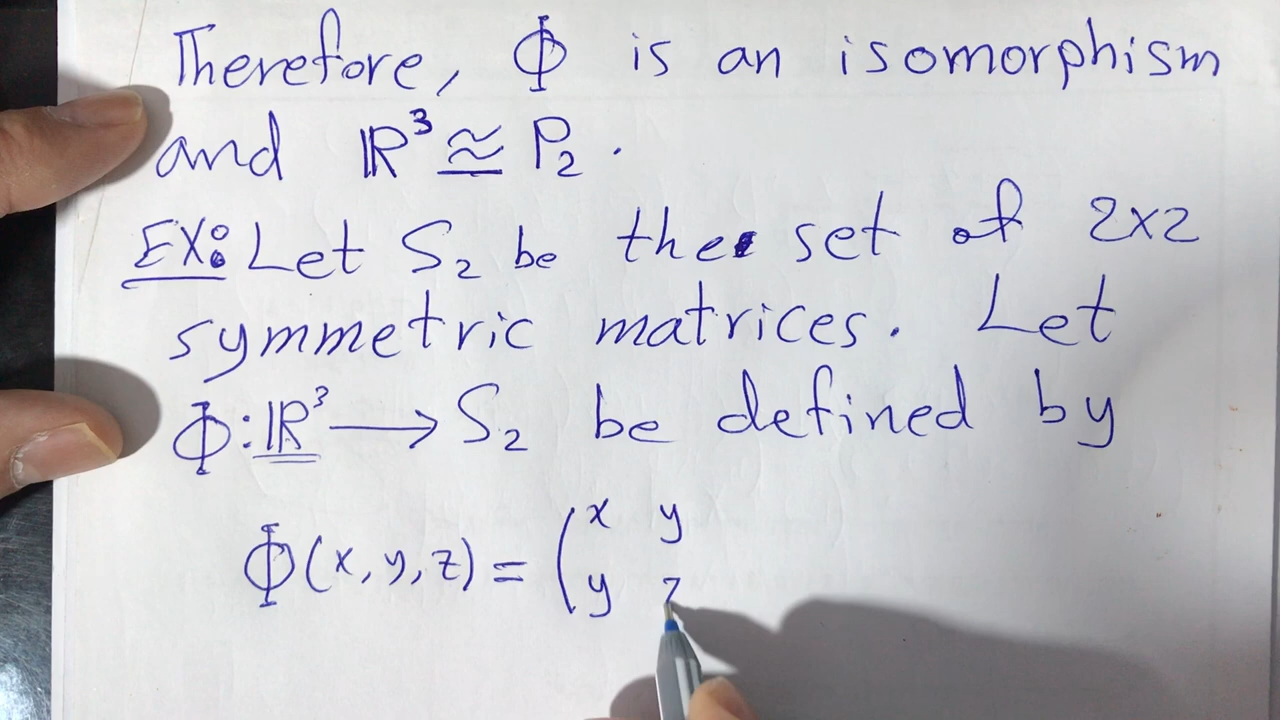 Therefore, Φ is an isomorphism
and ℝ³ ≊ P₂.
EX: Let S₂ be the set of 2x2
symmetric matrices. Let
Φ: ℝ³ ⟶ S₂ be defined by
Φ(x, y, z) = ( x y
y z